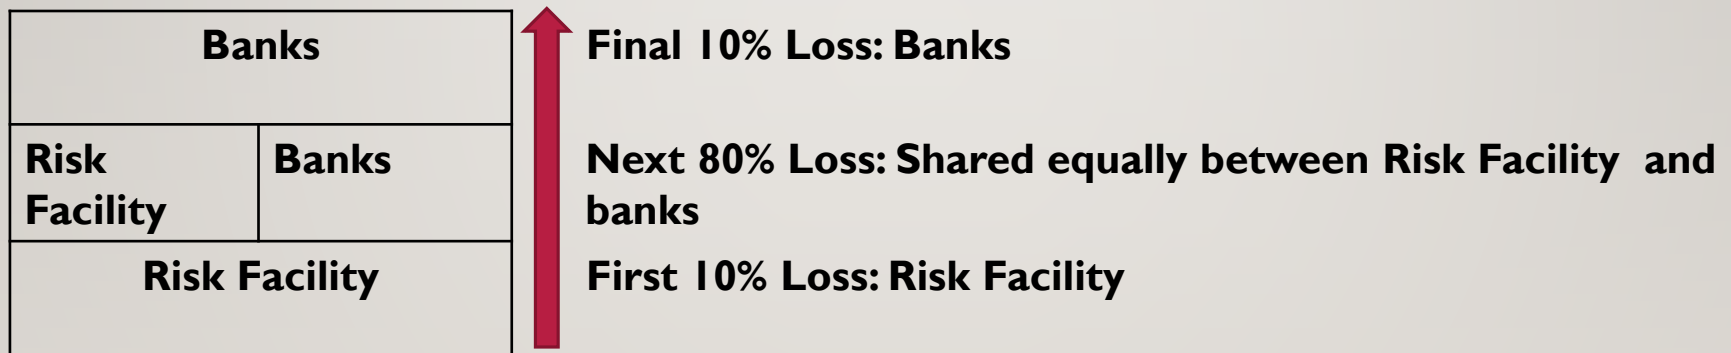 Banks
Final 10% Loss: Banks
Risk
Facility
Banks
Next 80% Loss: Shared equally between Risk Facility and
banks
Risk Facility
First 10% Loss: Risk Facility